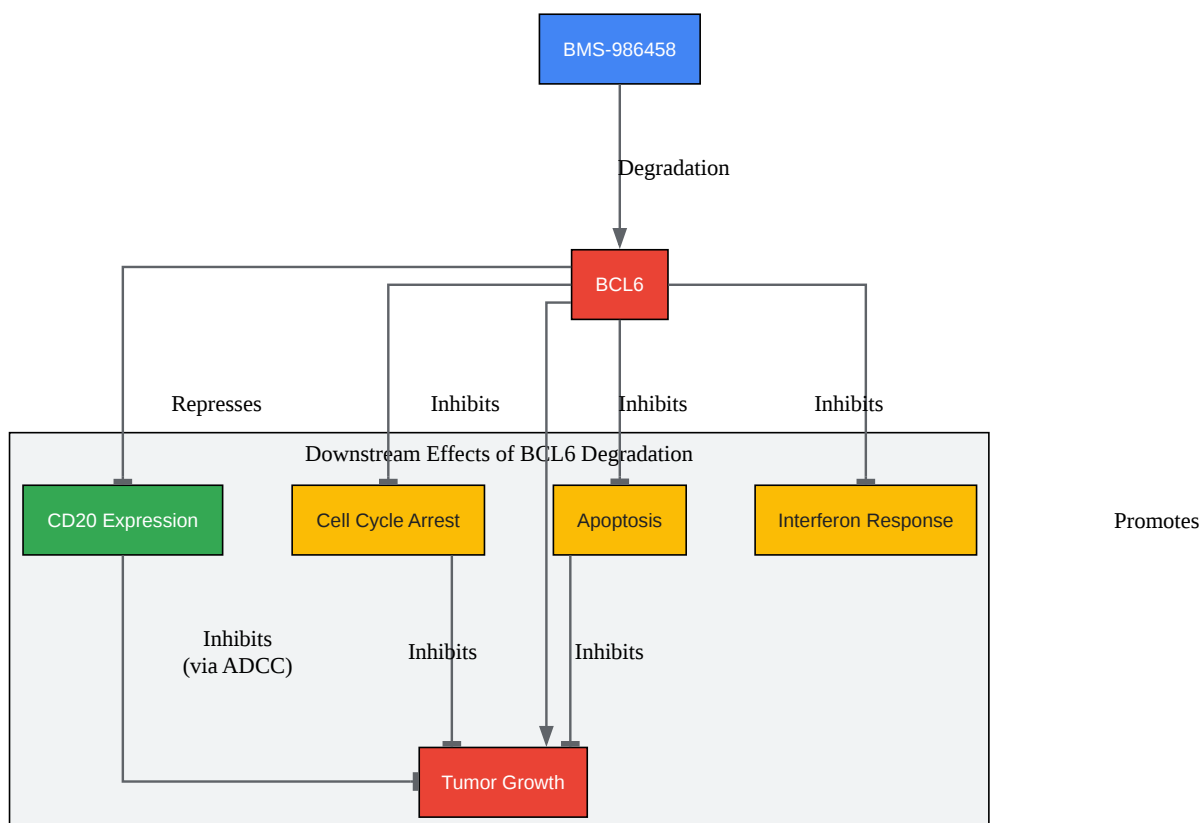 BMS-986458
Degradation
BCL6
Represses
Inhibits
Inhibits
Inhibits
Downstream Effects of BCL6 Degradation
CD20 Expression
Cell Cycle Arrest
Apoptosis
Interferon Response
Promotes
Inhibits
(via ADCC)
Inhibits
Inhibits
Tumor Growth